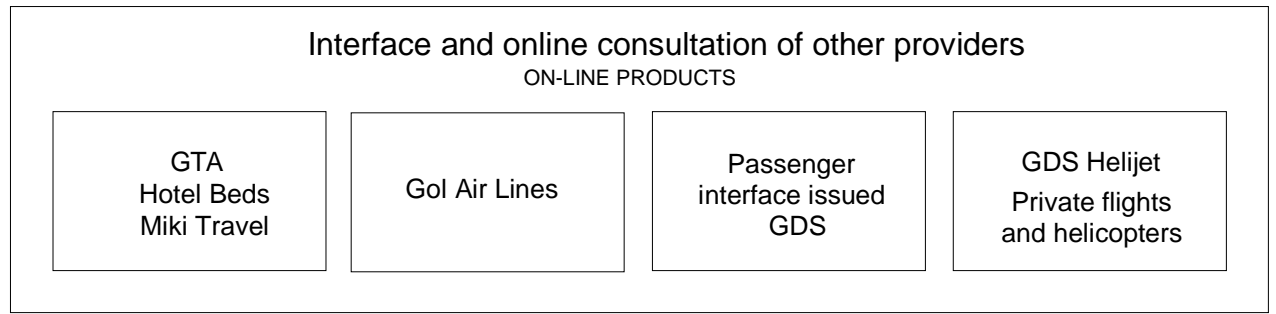 Interface and online consultation of other providers
ON-LINE PRODUCTS
GTA
Hotel Beds
Miki Travel
Gol Air Lines
Passenger
interface issued
GDS
GDS Helijet
Private flights
and helicopters